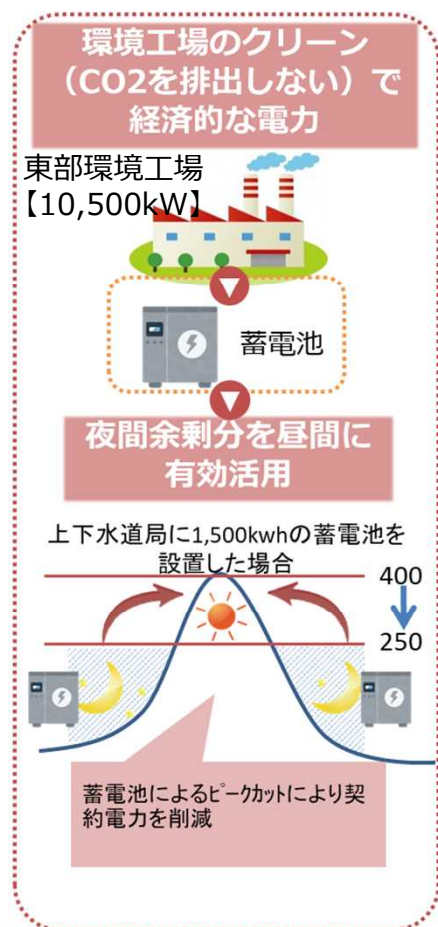 環境工場のクリーン
（CO2を排出しない）で
経済的な電力
東部環境工場
【10,500kW】
蓄電池
夜間余剰分を昼間に
有効活用
上下水道局に1,500kwhの蓄電池を
設置した場合
400
250
蓄電池によるﾋﾟｰｸｶｯﾄにより契
約電力を削減